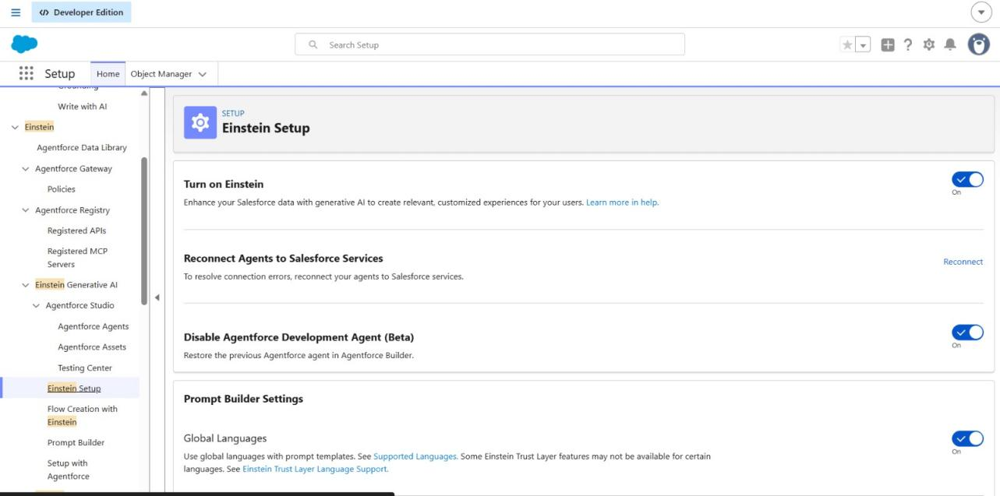 Developer Edition
Search Setup
Setup
Home
Object Manager
Grounding
Write with AI
Einstein
Agentforce Data Library
Agentforce Gateway
Policies
Agentforce Registry
Registered APIs
Registered MCP
Servers
Einstein Generative AI
Agentforce Studio
Agentforce Agents
Agentforce Assets
Testing Center
Einstein Setup
Flow Creation with
Einstein
Prompt Builder
Setup with
Agentforce
SETUP
Einstein Setup
Turn on Einstein
On
Enhance your Salesforce data with generative AI to create relevant, customized experiences for your users. Learn more in help.
Reconnect Agents to Salesforce Services
Reconnect
To resolve connection errors, reconnect your agents to Salesforce services.
Disable Agentforce Development Agent (Beta)
On
Restore the previous Agentforce agent in Agentforce Builder.
Prompt Builder Settings
Global Languages
On
Use global languages with prompt templates. See Supported Languages. Some Einstein Trust Layer features may not be available for certain
languages. See Einstein Trust Layer Language Support.